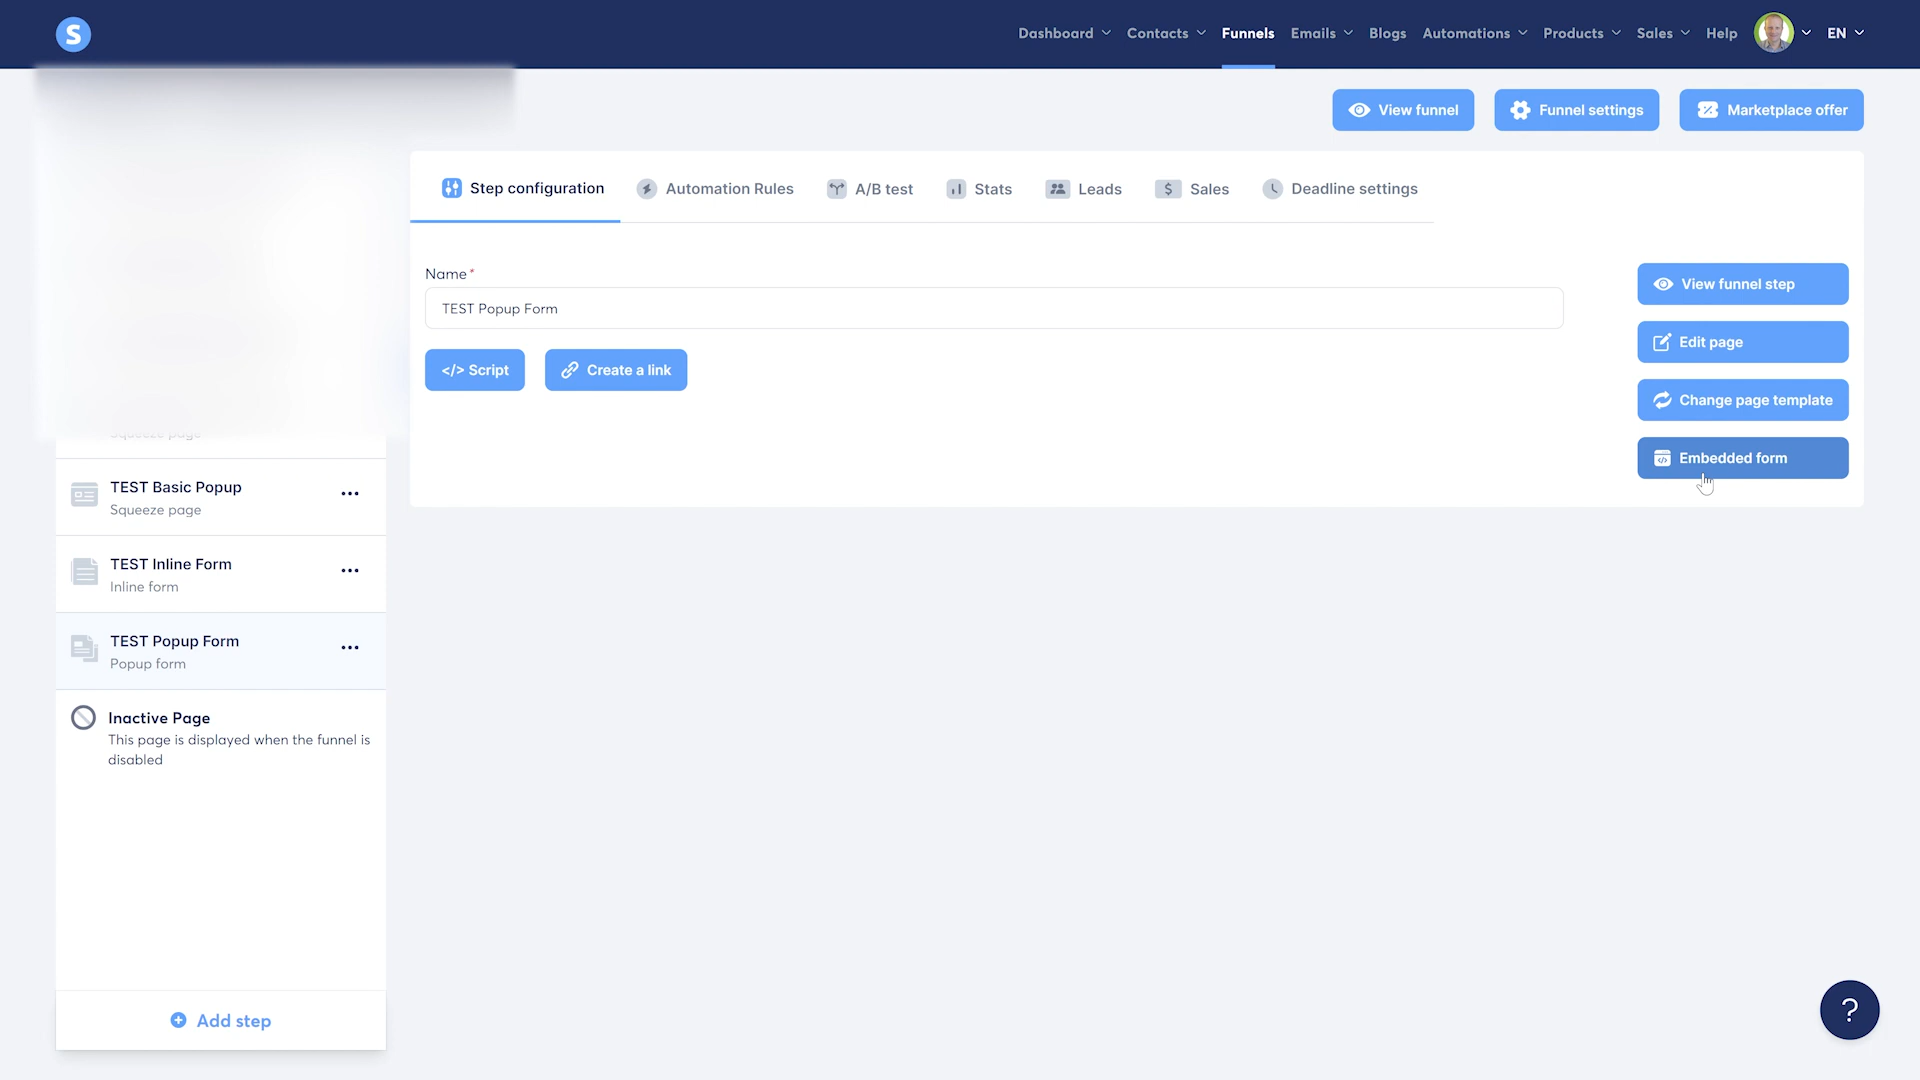 S
Dashboard
Contacts
Funnels
Emails
Blogs
Automations
Products
Sales
Help
EN
View funnel
Funnel settings
Marketplace offer
Step configuration
Automation Rules
A/B test
Stats
Leads
$ Sales
Deadline settings
Name*
TEST Popup Form
</> Script
Create a link
View funnel step
Edit page
Change page template
Embedded form
Squeeze page
TEST Basic Popup
Squeeze page
TEST Inline Form
Inline form
TEST Popup Form
Popup form
Inactive Page
This page is displayed when the funnel is
disabled
Add step
?